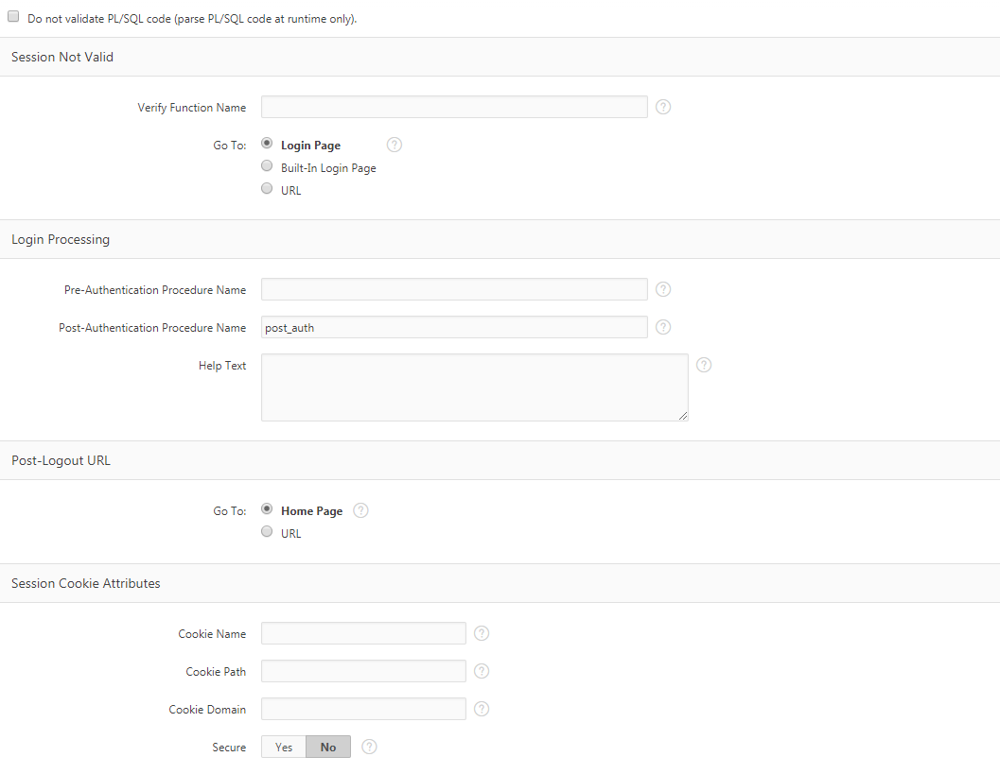 Do not validate PL/SQL code (parse PL/SQL code at runtime only).
Session Not Valid
Verify Function Name ?
Go To: Login Page ?
Built-In Login Page
URL
Login Processing
Pre-Authentication Procedure Name ?
Post-Authentication Procedure Name post_auth ?
Help Text ?
Post-Logout URL
Go To: Home Page ?
URL
Session Cookie Attributes
Cookie Name ?
Cookie Path ?
Cookie Domain ?
Secure Yes No ?